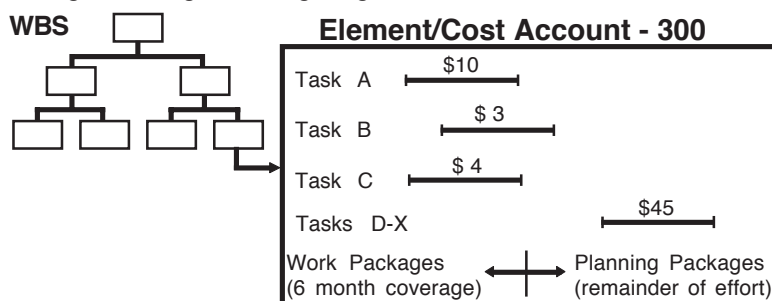 WBS
Element/Cost Account - 300
Task A
$10
Task B
$ 3
Task C
$ 4
Tasks D-X
$45
Work Packages
(6 month coverage)
Planning Packages
(remainder of effort)